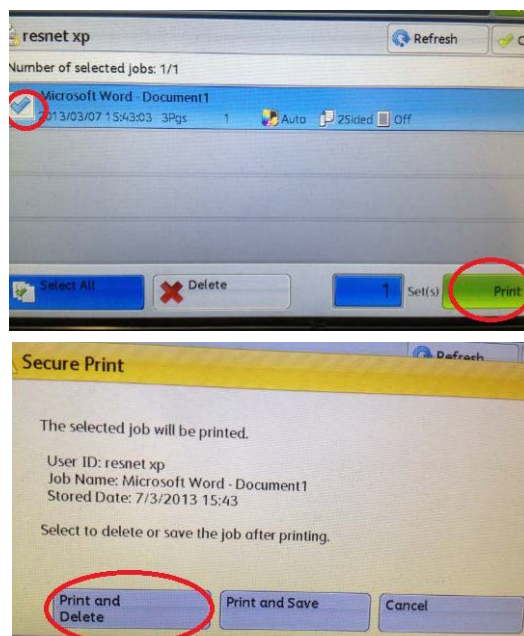 resnet xp
Refresh
Number of selected jobs: 1/1
Microsoft Word - Document1
2013/03/07 15:43:03 3Pgs 1 Auto 2Sided Off
Select All
Delete
1 Set(s)
Print
Secure Print
Refresh
The selected job will be printed.
User ID: resnet xp
Job Name: Microsoft Word - Document1
Stored Date: 7/3/2013 15:43
Select to delete or save the job after printing.
Print and
Delete
Print and Save
Cancel